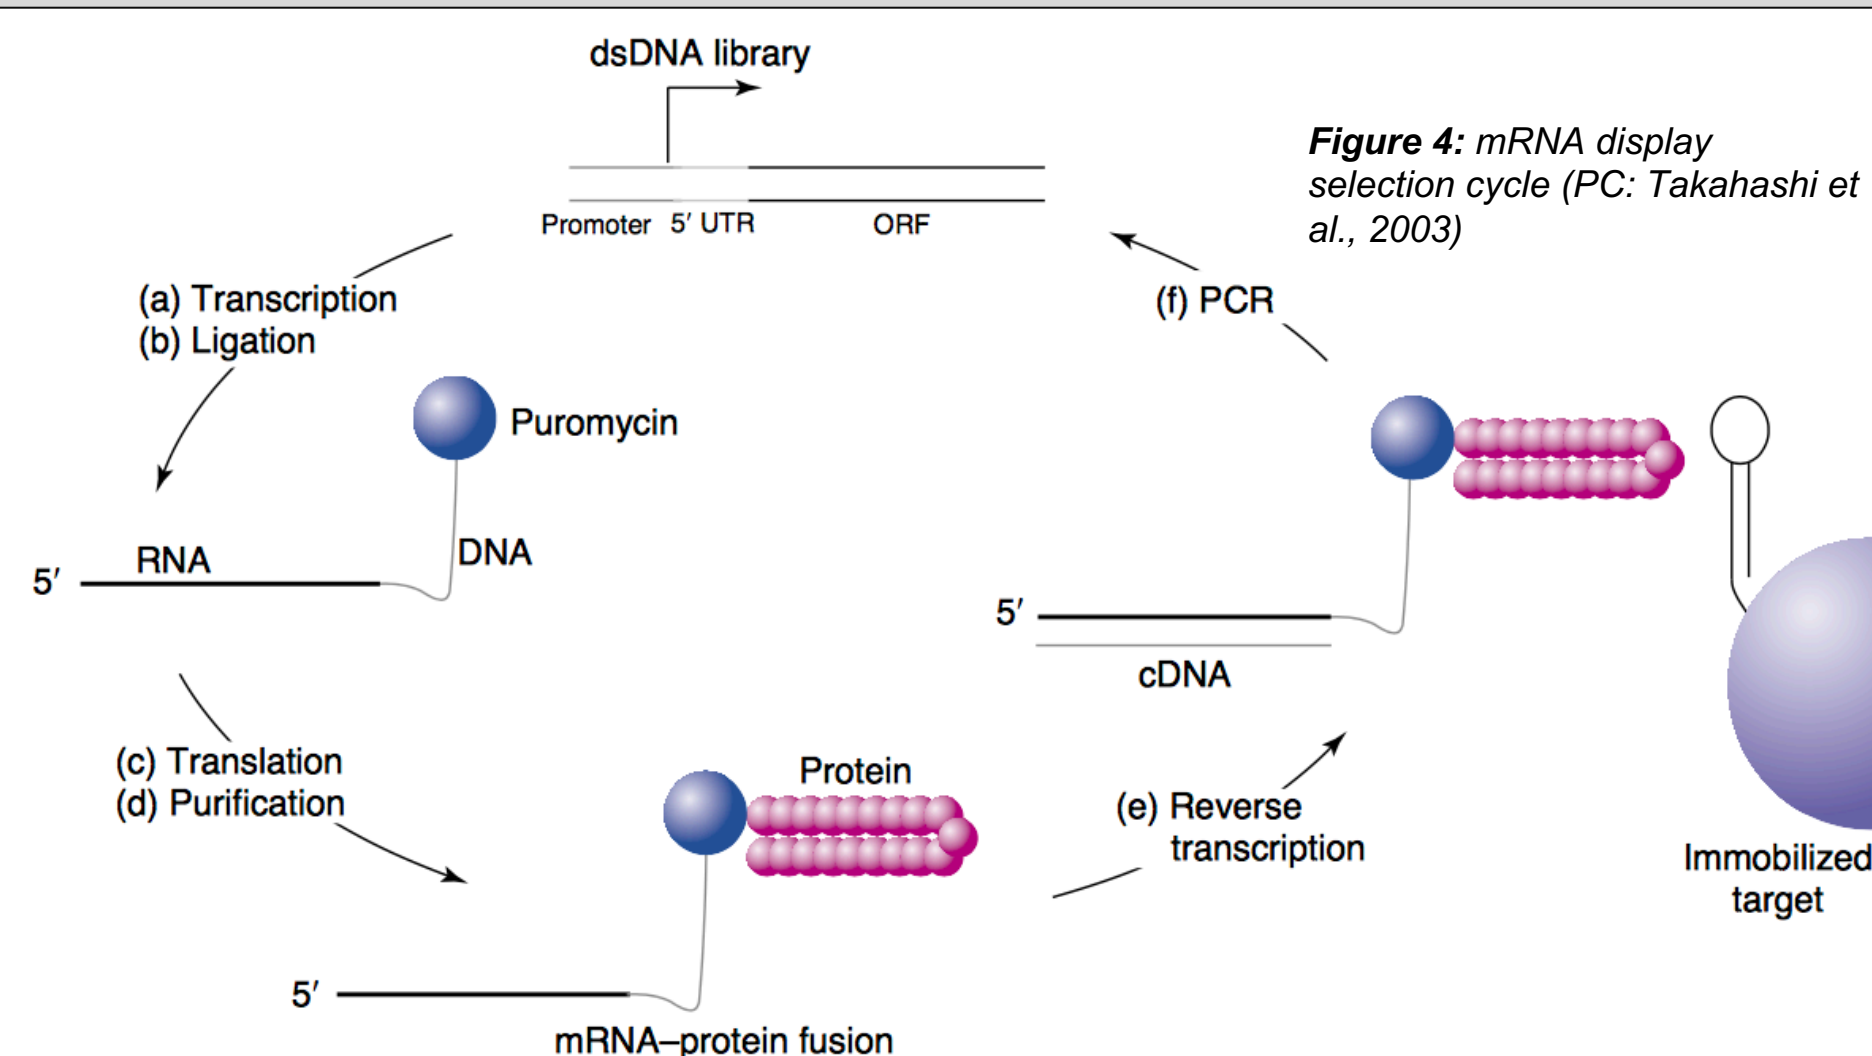 dsDNA library
Figure 4: mRNA display
selection cycle (PC: Takahashi et
al., 2003)
Promoter 5′ UTR ORF
(a) Transcription
(b) Ligation
(f) PCR
Puromycin
RNA
DNA
5′
5′
cDNA
(c) Translation
(d) Purification
Protein
(e) Reverse
transcription
Immobilized
target
5′
mRNA–protein fusion